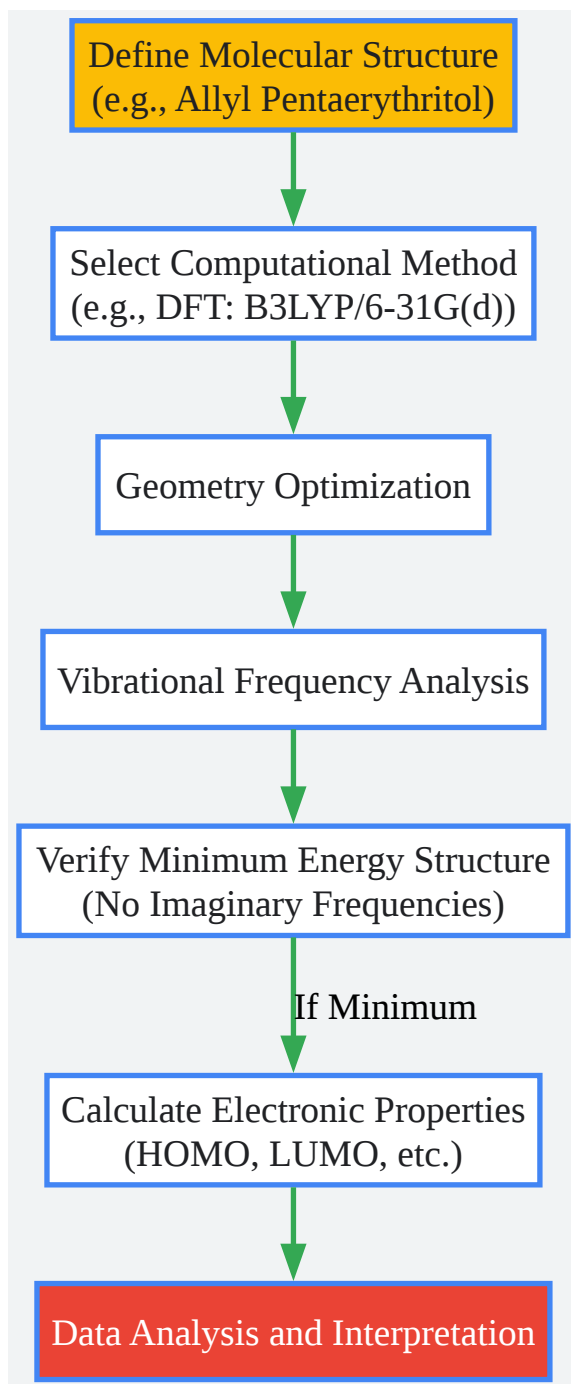 Define Molecular Structure
(e.g., Allyl Pentaerythritol)
Select Computational Method
(e.g., DFT: B3LYP/6-31G(d))
Geometry Optimization
Vibrational Frequency Analysis
Verify Minimum Energy Structure
(No Imaginary Frequencies)
If Minimum
Calculate Electronic Properties
(HOMO, LUMO, etc.)
Data Analysis and Interpretation